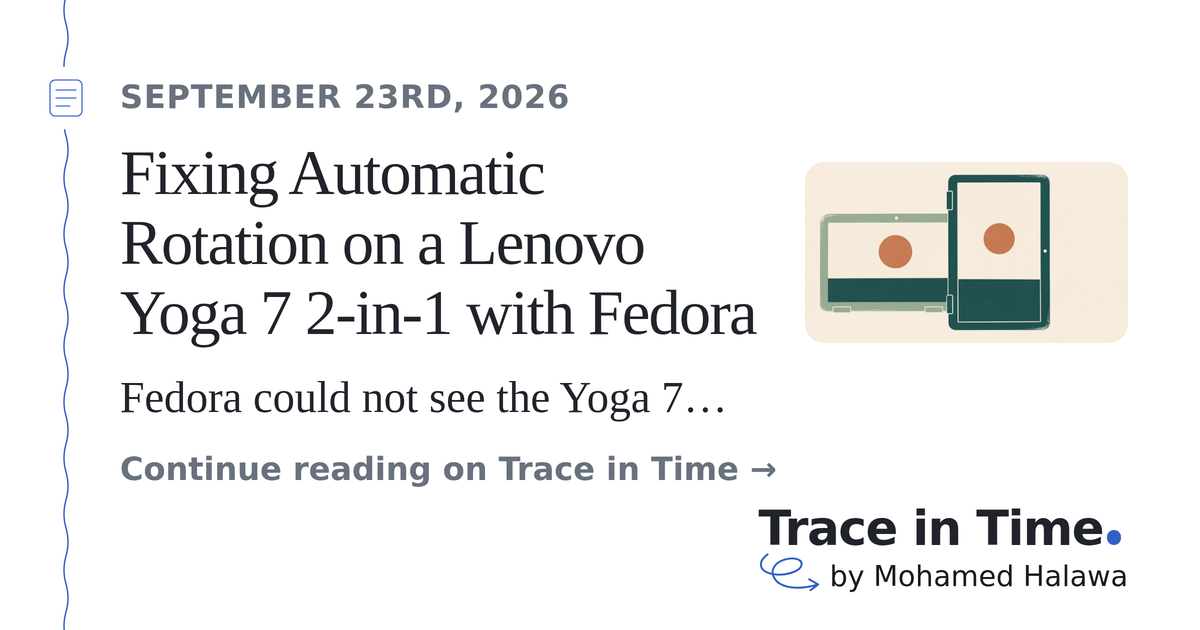 SEPTEMBER 23RD, 2026
Fixing Automatic
Rotation on a Lenovo
Yoga 7 2-in-1 with Fedora
Fedora could not see the Yoga 7…
Continue reading on Trace in Time →
Trace in Time.
by Mohamed Halawa